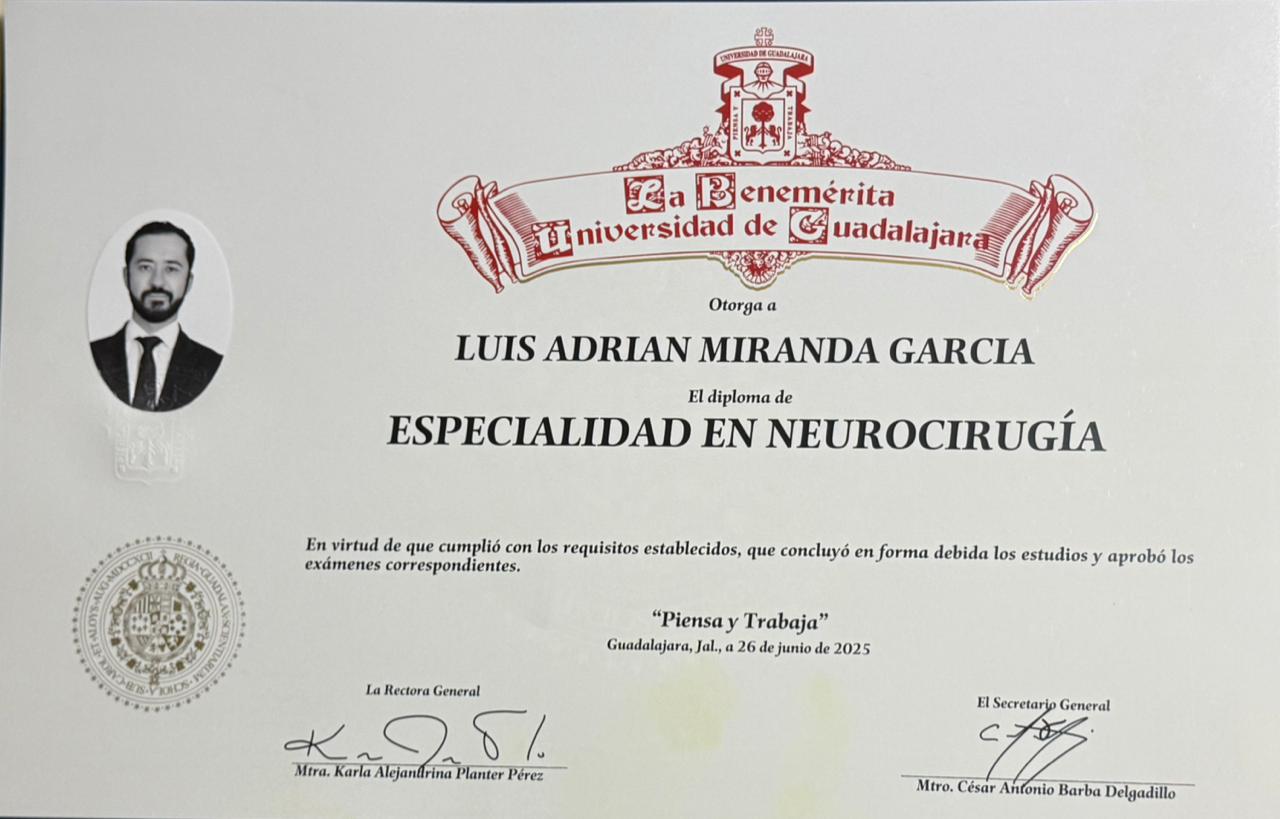 UNIVERSIDAD DE GUADALAJARA
PIENSA Y
TRABAJA
La Benemérita
Universidad de Guadalajara
Otorga a
LUIS ADRIAN MIRANDA GARCIA
El diploma de
ESPECIALIDAD EN NEUROCIRUGÍA
En virtud de que cumplió con los requisitos establecidos, que concluyó en forma debida los estudios y aprobó los
exámenes correspondientes.
“Piensa y Trabaja”
Guadalajara, Jal., a 26 de junio de 2025
La Rectora General
Mtra. Karla Alejandrina Planter Pérez
El Secretario General
Mtro. César Antonio Barba Delgadillo